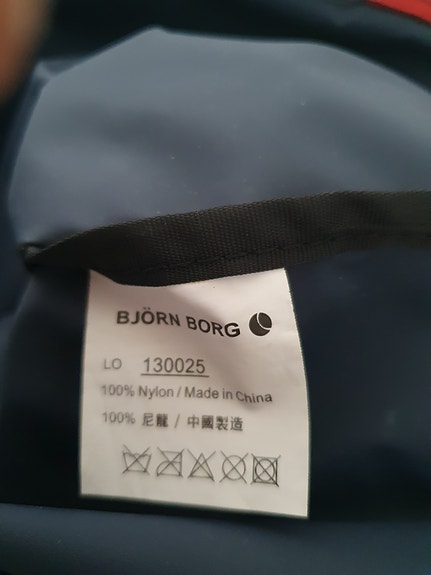 BJÖRN BORG
LO 130025
100% Nylon / Made in China
100% 尼龍 / 中國製造